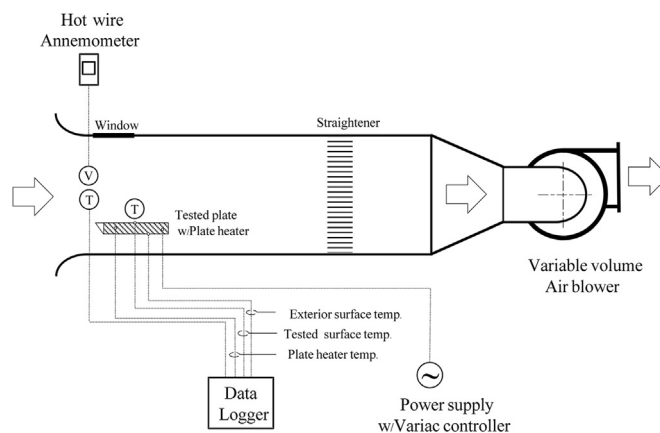 Hot wire
Annemometer
Window
Straightener
V
T
T
Tested plate
w/Plate heater
Variable volume
Air blower
Exterior surface temp.
Tested surface temp.
Plate heater temp.
Data
Logger
Power supply
w/Variac controller